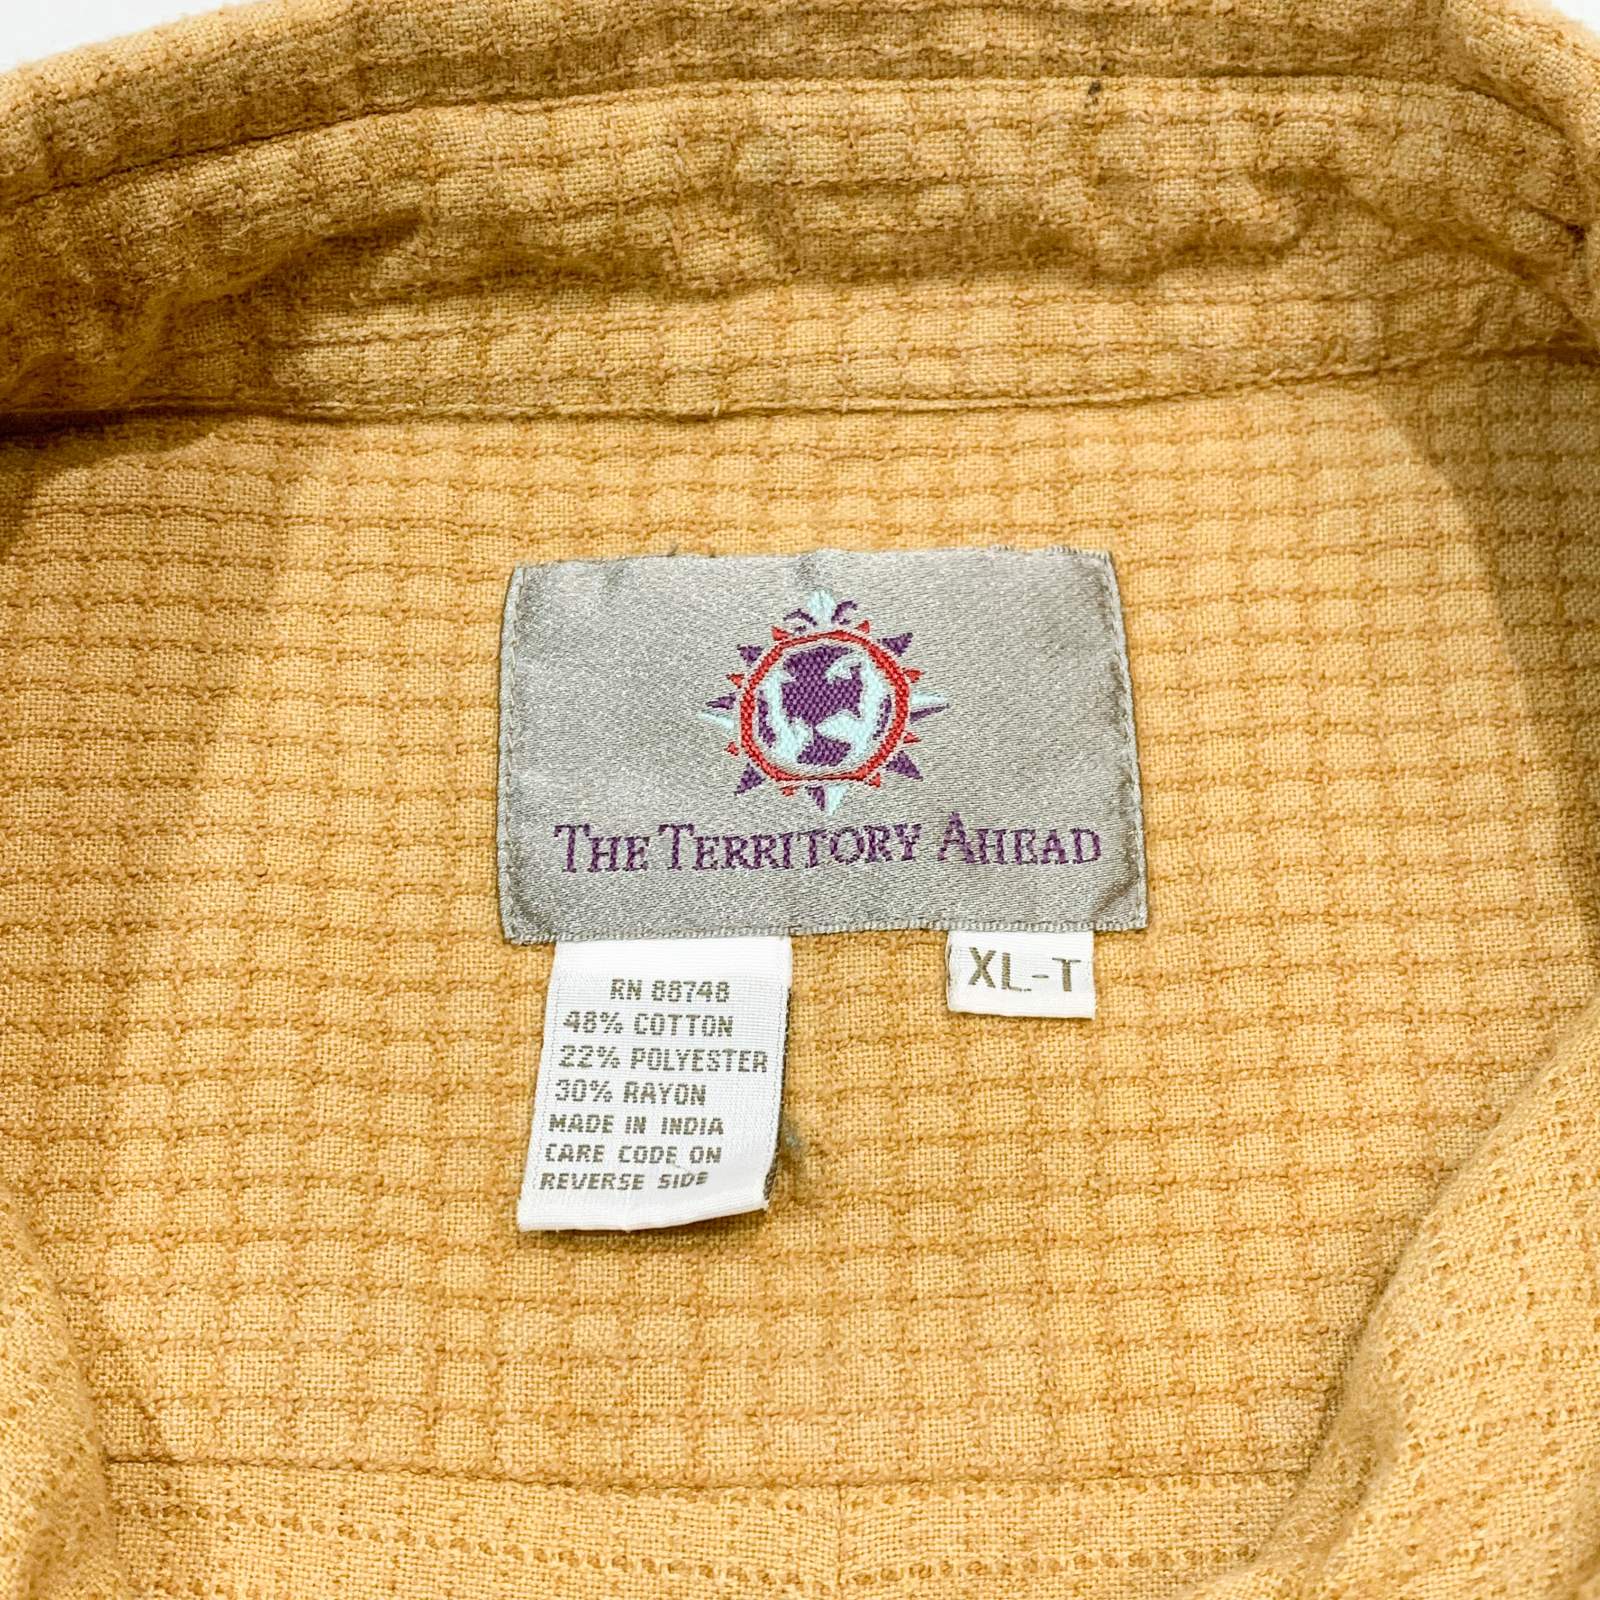 THE TERRITORY AHEAD
XL-T
RN 88748
48% COTTON
22% POLYESTER
30% RAYON
MADE IN INDIA
CARE CODE ON
REVERSE SIDE